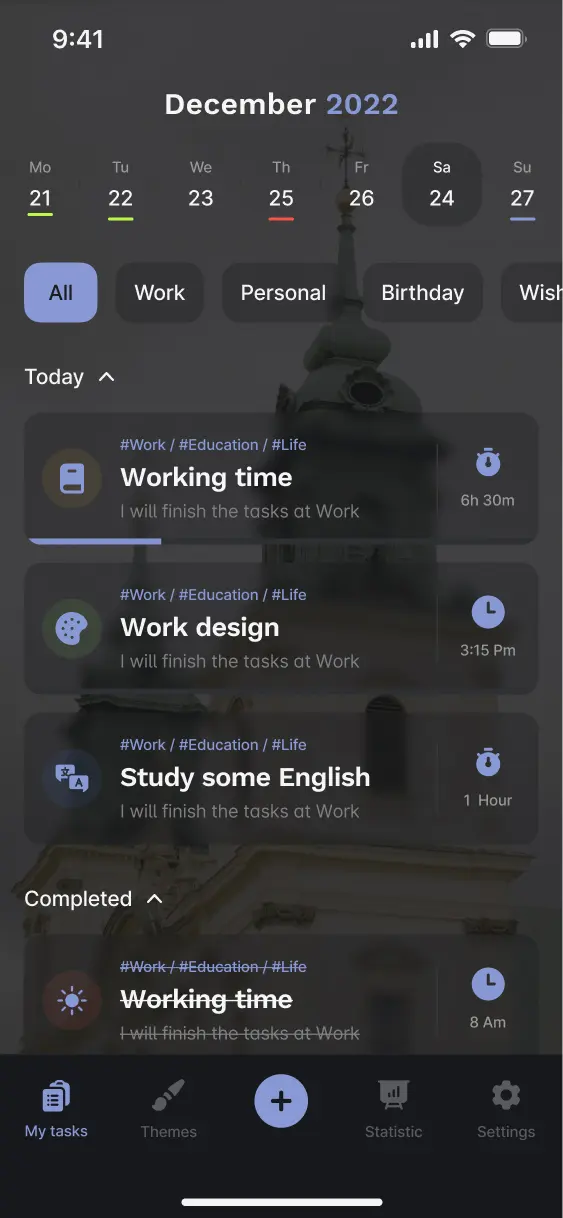 9:41
December 2022
Mo Tu We Th Fr Sa Su
21 22 23 25 26 24 27
All Work Personal Birthday Wish
Today
#Work / #Education / #Life
Working time
I will finish the tasks at Work
6h 30m
#Work / #Education / #Life
Work design
I will finish the tasks at Work
3:15 Pm
文A
#Work / #Education / #Life
Study some English
I will finish the tasks at Work
1 Hour
Completed
#Work / #Education / #Life
Working time
I will finish the tasks at Work
8 Am
My tasks Themes Statistic Settings